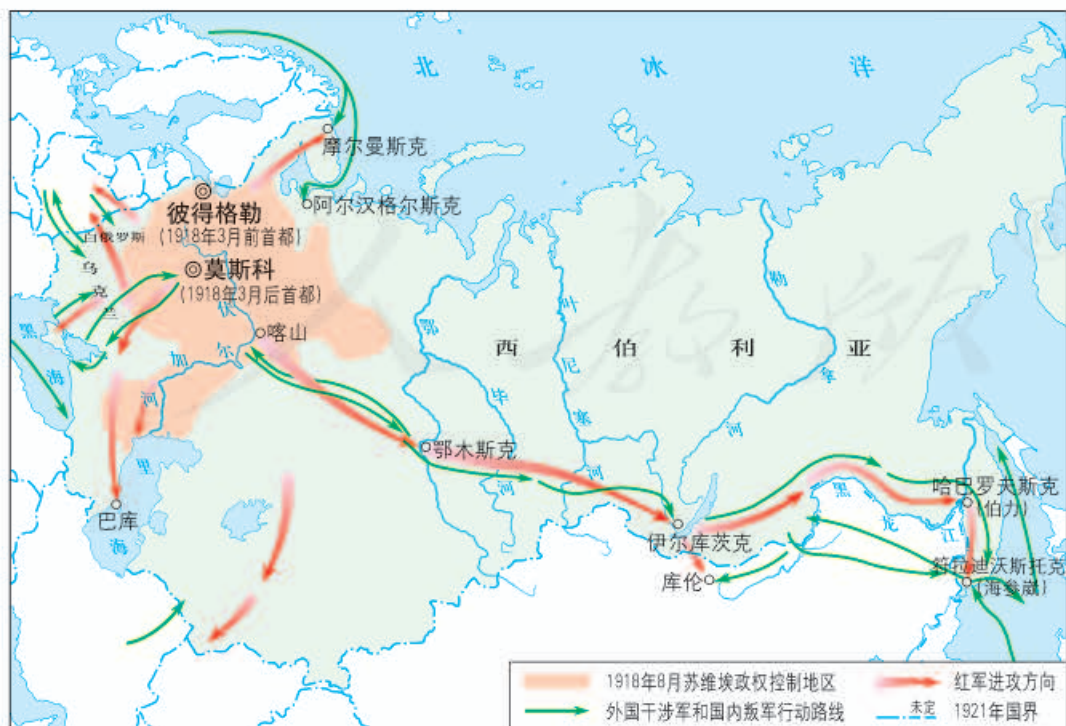 北冰洋
摩尔曼斯克
阿尔汉格尔斯克
彼得格勒
(1918年3月前首都)
白俄罗斯
莫斯科
(1918年3月后首都)
乌克兰
黑海
喀山
伏尔加河
里海
巴库
鄂毕河
叶尼塞河
勒拿河
西伯利亚
鄂木斯克
伊尔库茨克
库伦
黑龙江
哈巴罗夫斯克
(伯力)
符拉迪沃斯托克
(海参崴)
1918年8月苏维埃政权控制地区
红军进攻方向
外国干涉军和国内叛军行动路线
未定
1921年国界